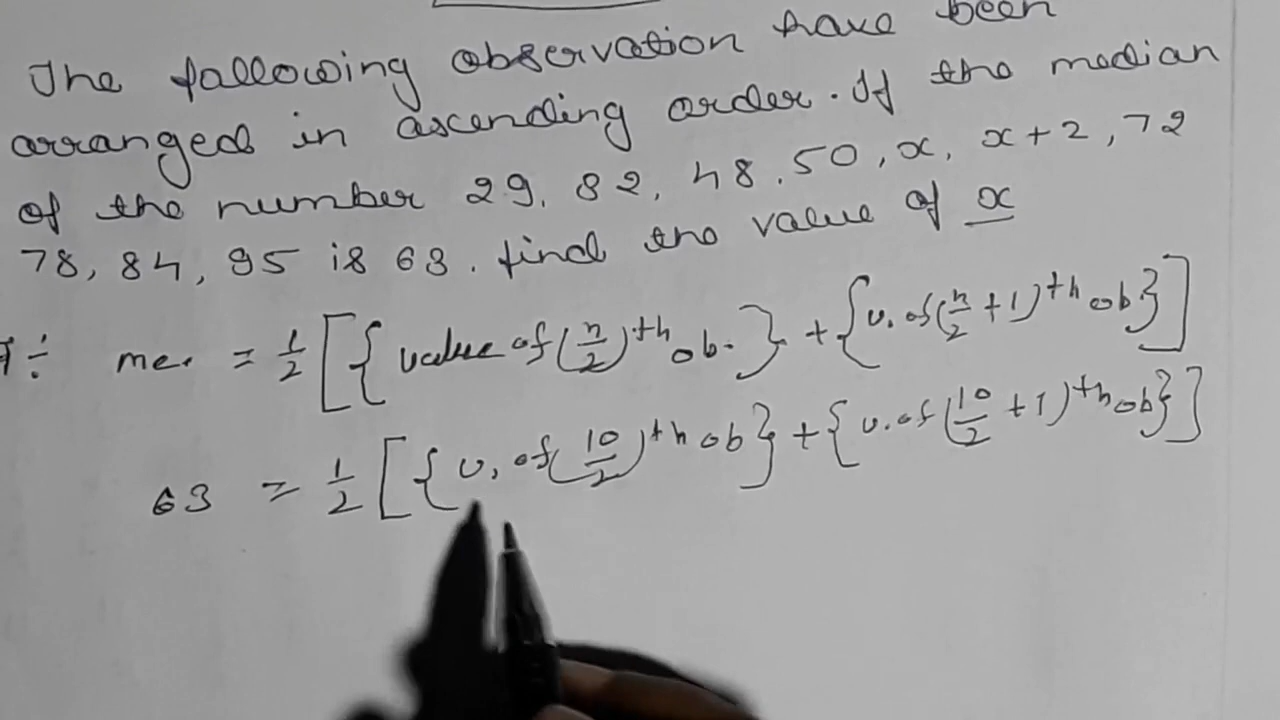 The following observation have been
arranged in ascending order. If the median
of the number 29, 82, 48, 50, x, x+2, 72
78, 84, 95 is 63. find the value of x
me. = 1/2 [{value of (n/2)th ob.} + {v. of (n/2 + 1)th ob}]
63 = 1/2 [{v. of (10/2)th ob} + {v. of (10/2 + 1)th ob}]